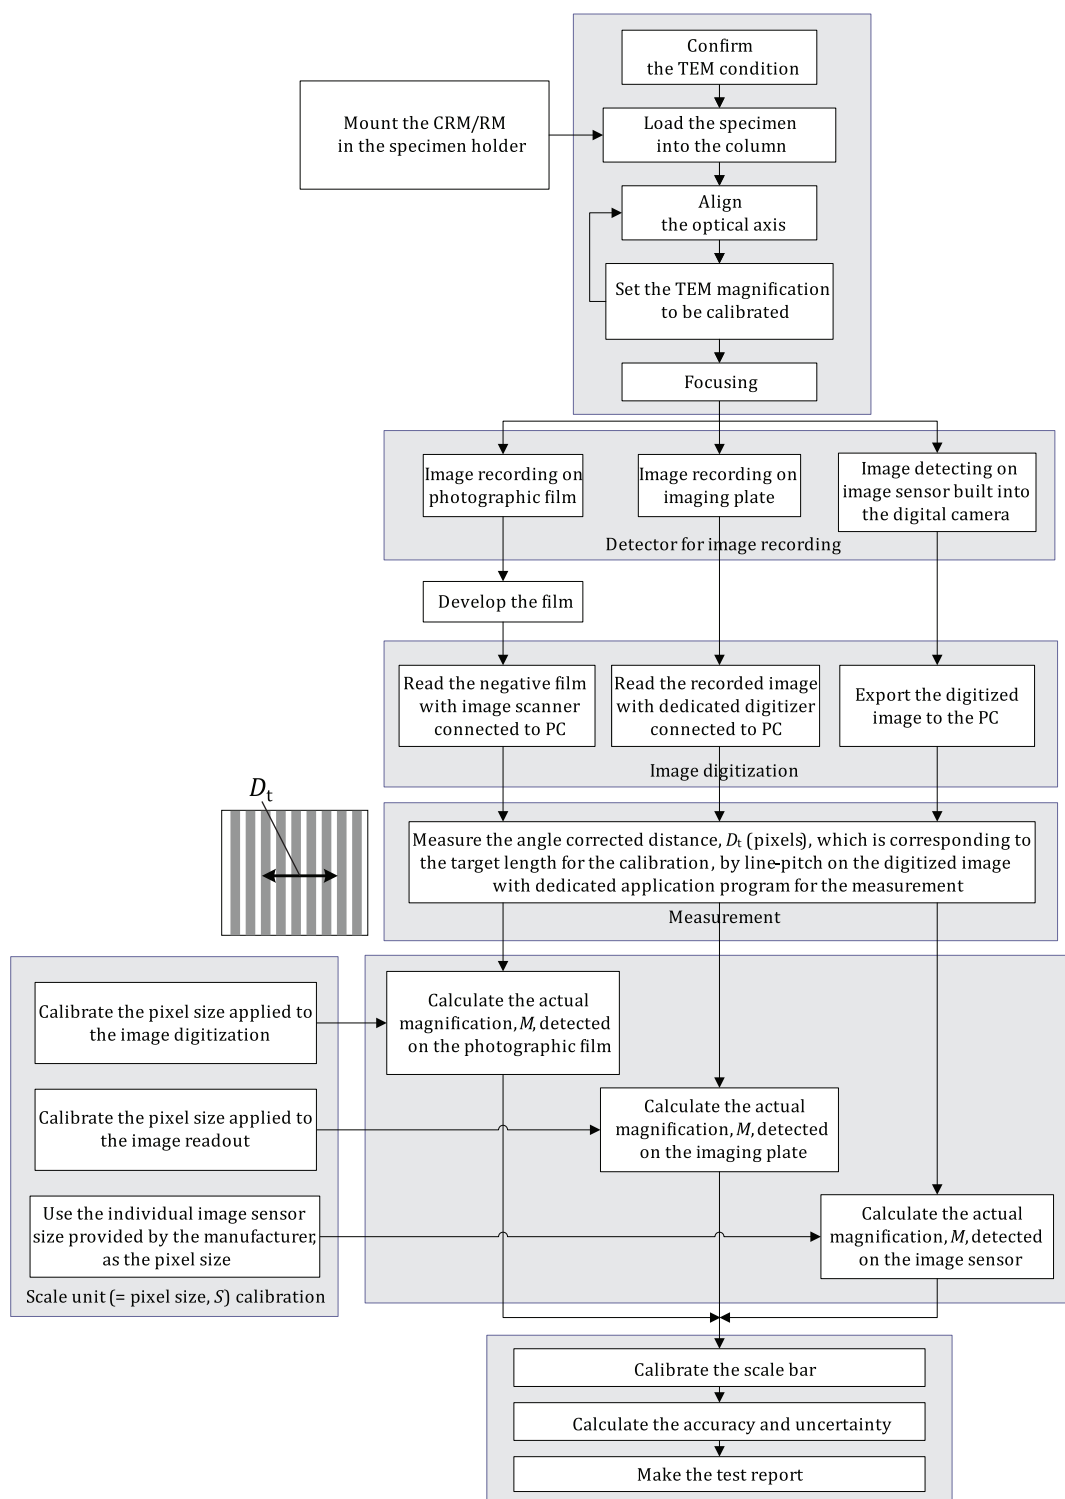 Confirm
the TEM condition
Mount the CRM/RM
in the specimen holder
Load the specimen
into the column
Align
the optical axis
Set the TEM magnification
to be calibrated
Focusing
Image recording on
photographic film
Image recording on
imaging plate
Image detecting on
image sensor built into
the digital camera
Detector for image recording
Develop the film
Read the negative film
with image scanner
connected to PC
Read the recorded image
with dedicated digitizer
connected to PC
Export the digitized
image to the PC
Image digitization
Dt
Measure the angle corrected distance, Dt (pixels), which is corresponding to
the target length for the calibration, by line-pitch on the digitized image
with dedicated application program for the measurement
Measurement
Calibrate the pixel size applied to
the image digitization
Calculate the actual
magnification, M, detected
on the photographic film
Calibrate the pixel size applied to
the image readout
Calculate the actual
magnification, M, detected
on the imaging plate
Use the individual image sensor
size provided by the manufacturer,
as the pixel size
Calculate the actual
magnification, M, detected
on the image sensor
Scale unit (= pixel size, S) calibration
Calibrate the scale bar
Calculate the accuracy and uncertainty
Make the test report